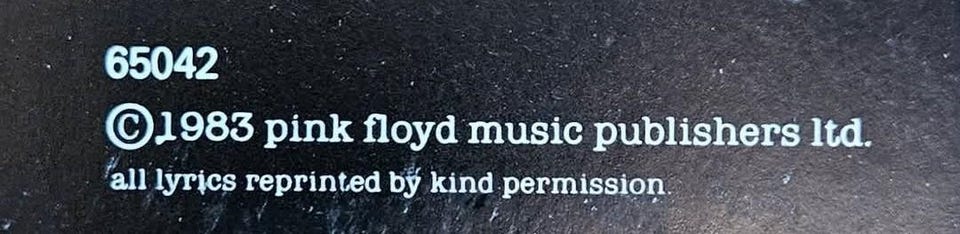 65042
©1983 pink floyd music publishers ltd.
all lyrics reprinted by kind permission.